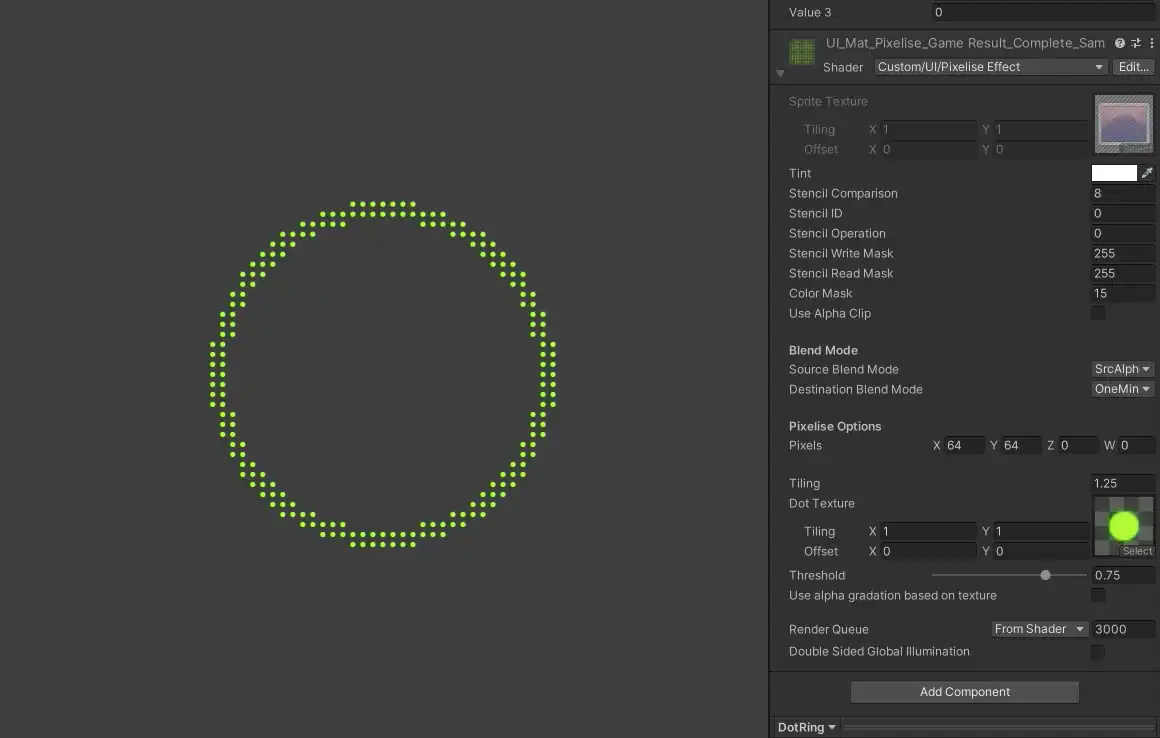 Value 3 0
UI_Mat_Pixelise_Game Result_Complete_Sam
Shader Custom/UI/Pixelise Effect Edit...
Sprite Texture
Tiling X 1 Y 1
Offset X 0 Y 0
Select
Tint
Stencil Comparison 8
Stencil ID 0
Stencil Operation 0
Stencil Write Mask 255
Stencil Read Mask 255
Color Mask 15
Use Alpha Clip
Blend Mode
Source Blend Mode SrcAlph
Destination Blend Mode OneMin
Pixelise Options
Pixels X 64 Y 64 Z 0 W 0
Tiling 1.25
Dot Texture
Tiling X 1 Y 1
Offset X 0 Y 0 Select
Threshold 0.75
Use alpha gradation based on texture
Render Queue From Shader 3000
Double Sided Global Illumination
Add Component
DotRing